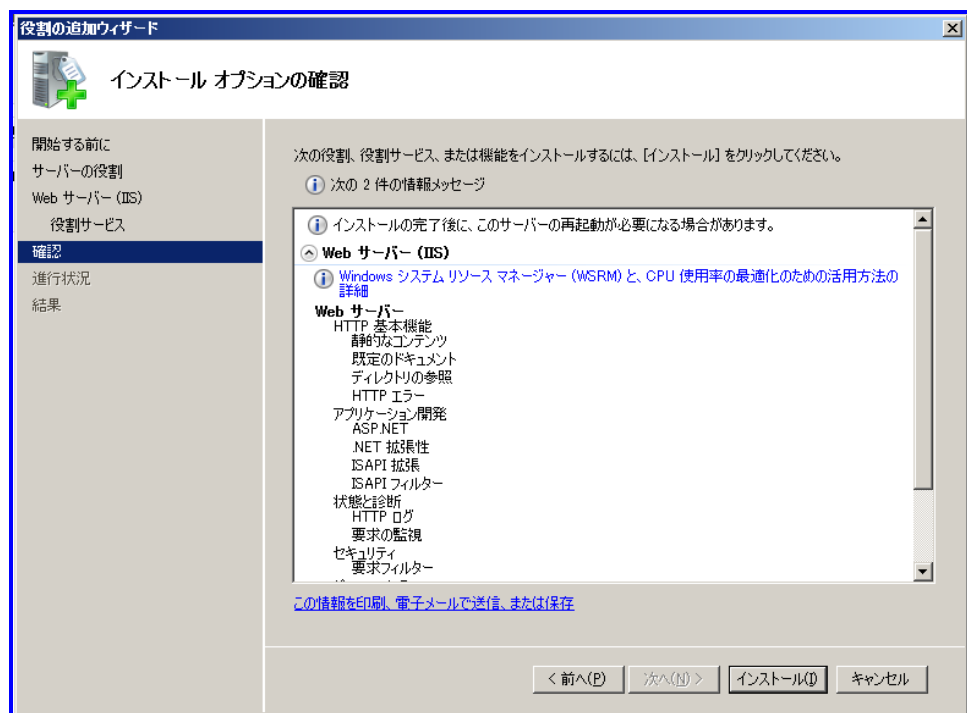 役割の追加ウィザード
インストール オプションの確認
開始する前に
サーバーの役割
Web サーバー (IIS)
役割サービス
確認
進行状況
結果
次の役割、役割サービス、または機能をインストールするには、[インストール] をクリックしてください。
次の 2 件の情報メッセージ
インストールの完了後に、このサーバーの再起動が必要になる場合があります。
Web サーバー (IIS)
Windows システム リソース マネージャー (WSRM) と、CPU 使用率の最適化のための活用方法の
詳細
Web サーバー
HTTP 基本機能
静的なコンテンツ
既定のドキュメント
ディレクトリの参照
HTTP エラー
アプリケーション開発
ASP.NET
.NET 拡張性
ISAPI 拡張
ISAPI フィルター
状態と診断
HTTP ログ
要求の監視
セキュリティ
要求フィルター
この情報を印刷、電子メールで送信、または保存
< 前へ(P)
次へ(N) >
インストール(I)
キャンセル